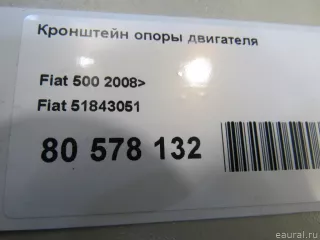 Кронштейн опоры двигателя
Fiat 500 2008>
Fiat 51843051
80 578 132
eaural.ru